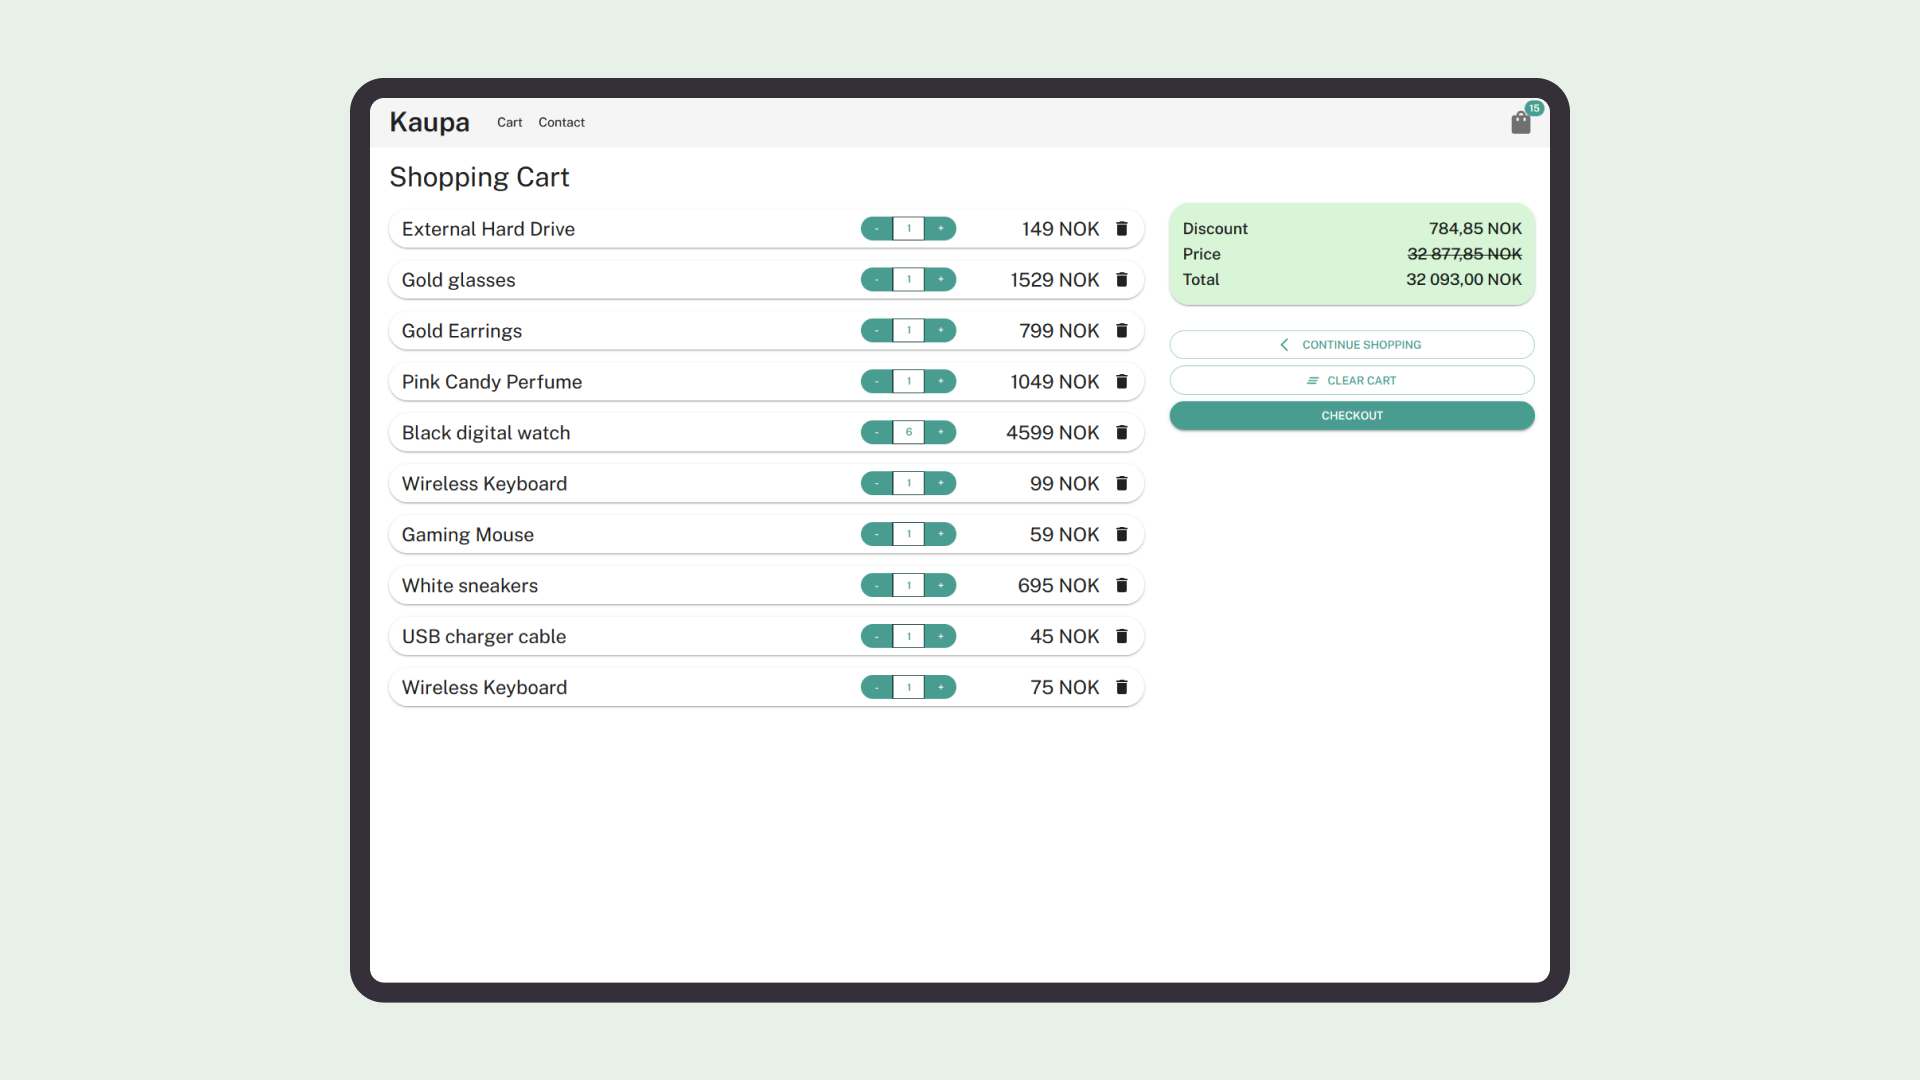 Kaupa Cart Contact 15
Shopping Cart
External Hard Drive - 1 + 149 NOK
Gold glasses - 1 + 1529 NOK
Gold Earrings - 1 + 799 NOK
Pink Candy Perfume - 1 + 1049 NOK
Black digital watch - 6 + 4599 NOK
Wireless Keyboard - 1 + 99 NOK
Gaming Mouse - 1 + 59 NOK
White sneakers - 1 + 695 NOK
USB charger cable - 1 + 45 NOK
Wireless Keyboard - 1 + 75 NOK
Discount 784,85 NOK
Price 32 877,85 NOK
Total 32 093,00 NOK
CONTINUE SHOPPING
CLEAR CART
CHECKOUT